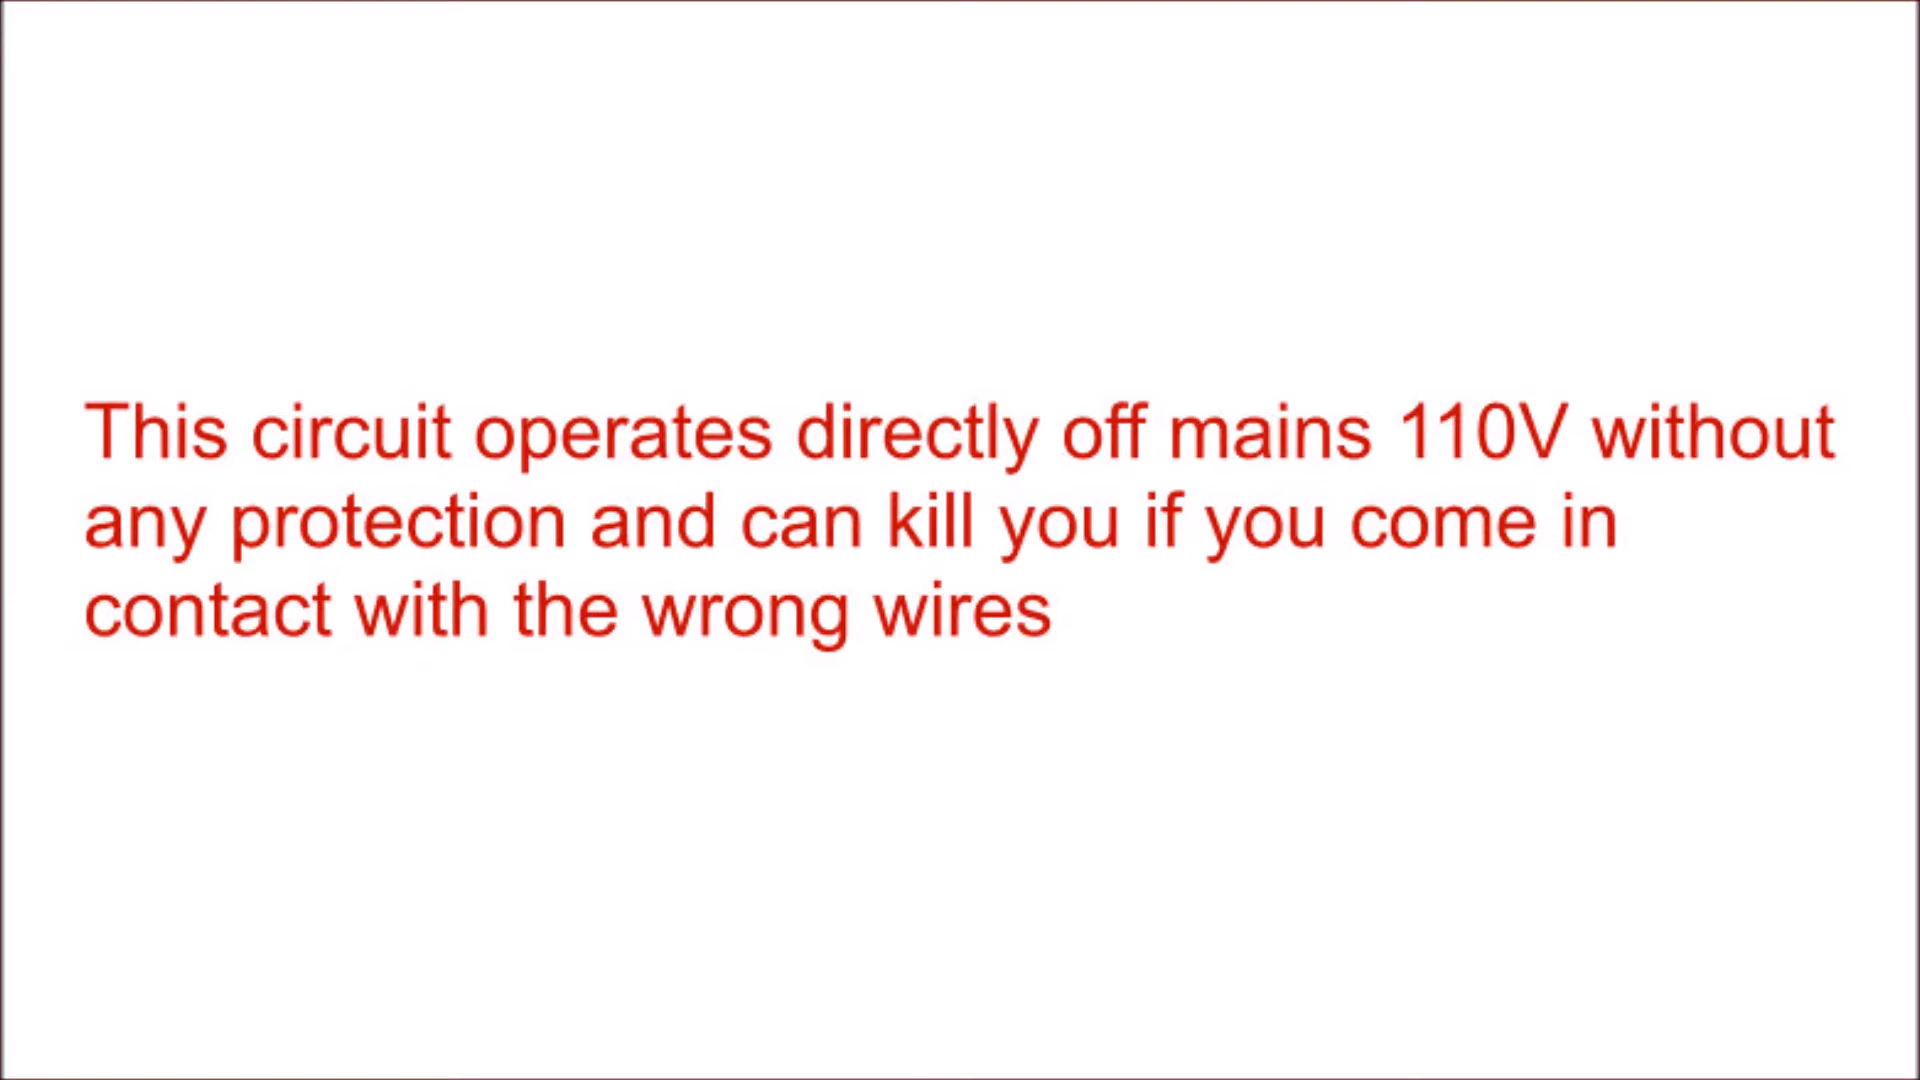 This circuit operates directly off mains 110V without
any protection and can kill you if you come in
contact with the wrong wires